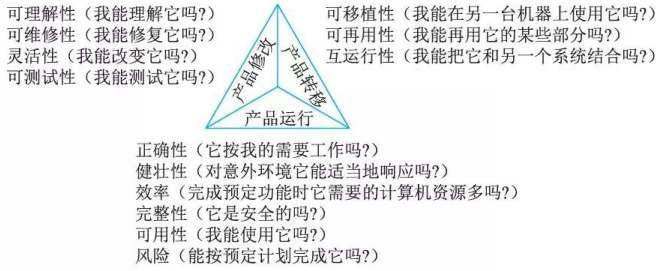 可理解性（我能理解它吗?）
可维修性（我能修复它吗?）
灵活性（我能改变它吗?）
可测试性（我能测试它吗?）
可移植性（我能在另一台机器上使用它吗?）
可再用性（我能再用它的某些部分吗?）
互运行性（我能把它和另一个系统结合吗?）
产品修改
产品转移
产品运行
正确性（它按我的需要工作吗?）
健壮性（对意外环境它能适当地响应吗?）
效率（完成预定功能时它需要的计算机资源多吗?）
完整性（它是安全的吗?）
可用性（我能使用它吗?）
风险（能按预定计划完成它吗?）